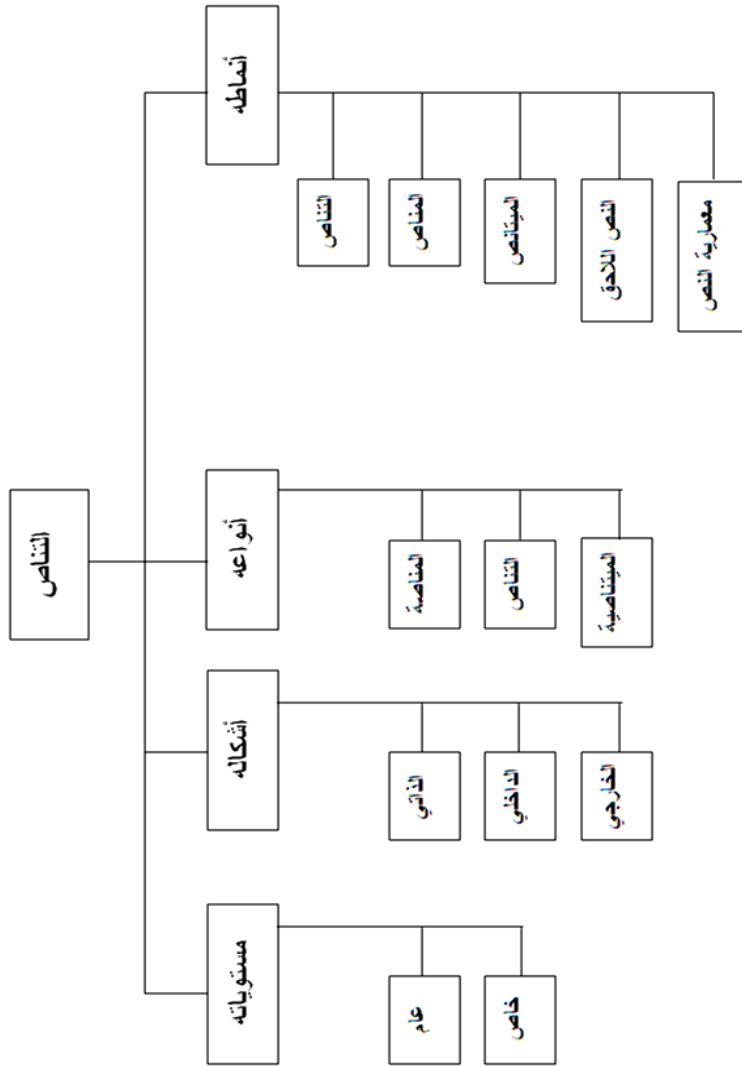 التناص
أنماطه
التناص
المناص
الميتانص
النص اللاحق
معمارية النص
أنواعه
المناصة
التناص
الميتناصية
أشكاله
الذاتي
الداخلي
الخارجي
مستوياته
عام
خاص